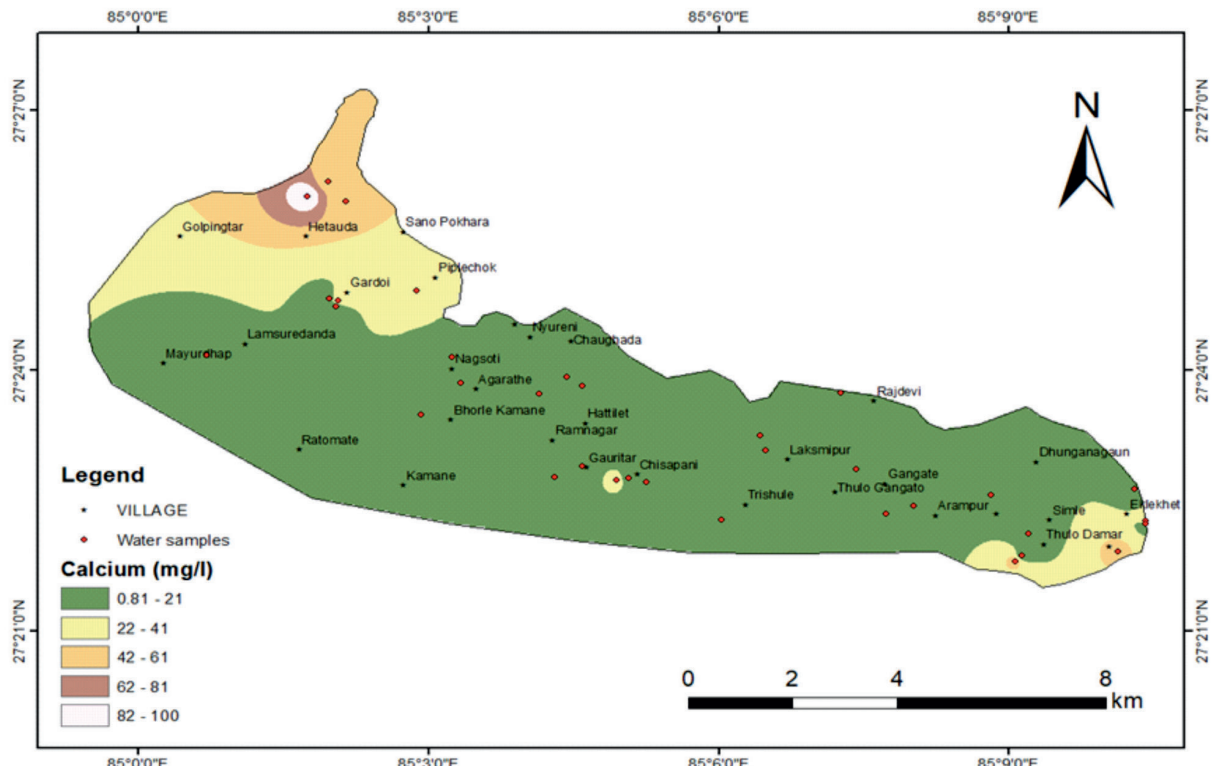 85°0'0"E 85°3'0"E 85°6'0"E 85°9'0"E
27°27'0"N 27°27'0"N
N
Golpingtar Hetauda Sano Pokhara
Piplechok
Gardoi
Nyureni
Lamsuredanda Chaugbada
Mayurdhap Nagsoti
27°24'0"N 27°24'0"N
Agarathe Rajdevi
Bhorle Kamane Hattilet
Ratomate Ramnagar
Laksmipur Dhunganagaun
Gauritar Chisapani
Kamane Gangate
Trishule Thulo Gangato
Arampur Simle Eklekhet
Thulo Damar
Legend
VILLAGE
Water samples
Calcium (mg/l)
0.81 - 21
22 - 41
42 - 61
62 - 81
82 - 100
27°21'0"N 27°21'0"N
0 2 4 8
km
85°0'0"E 85°3'0"E 85°6'0"E 85°9'0"E